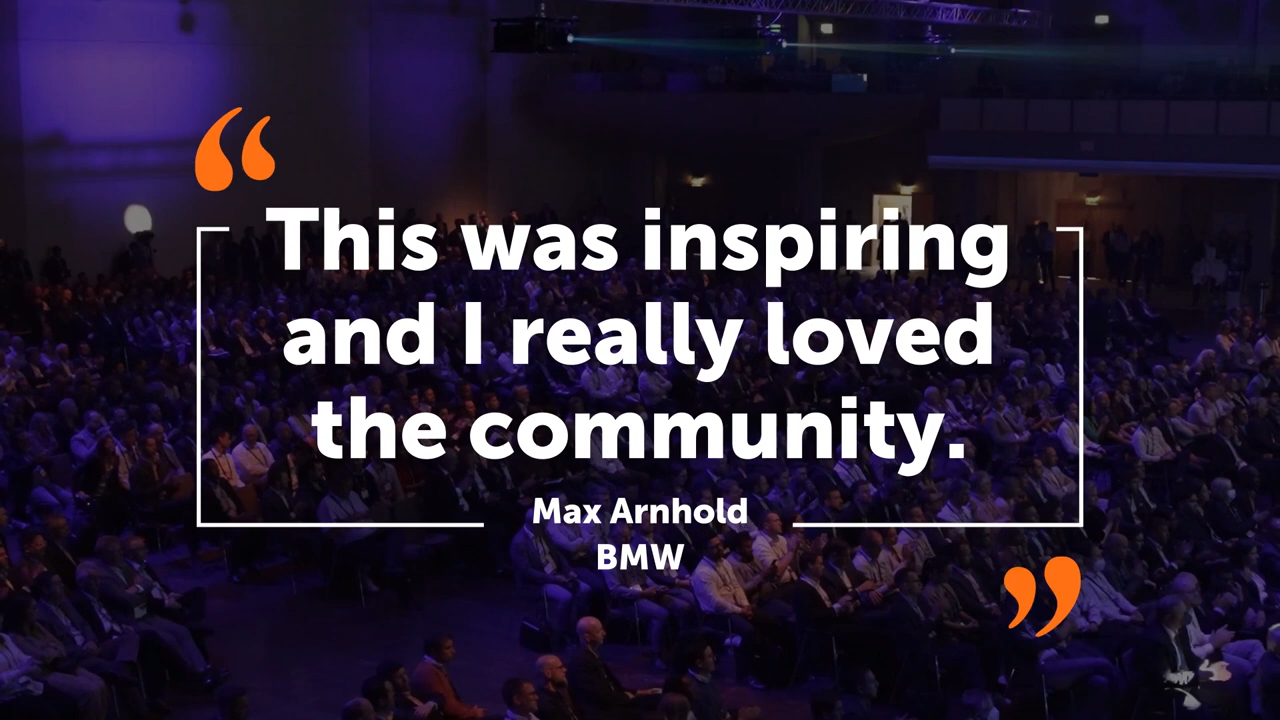 “
This was inspiring
and I really loved
the community.
Max Arnhold
BMW
”